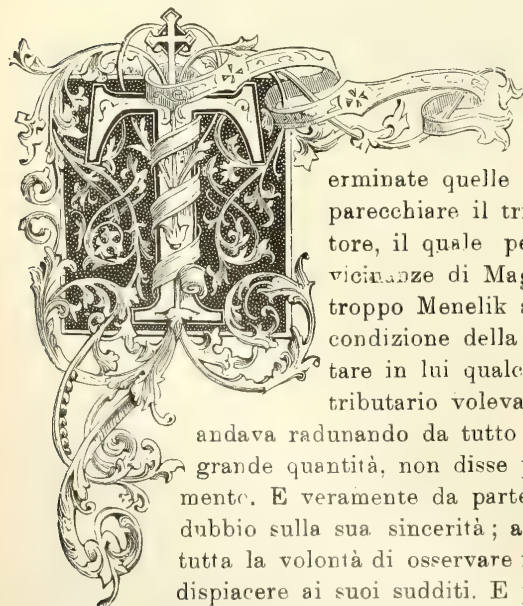 Terminate quelle
parecchiare il tri
tore, il quale pe
vicinanze di Mag
troppo Menelik a
condizione della
tare in lui qualc
tributario voleva
andava radunando da tutto
grande quantità, non disse p
mente. E veramente da parte
dubbio sulla sua sincerità; a
tutta la volontà di osservare
dispiacere ai suoi sudditi. E